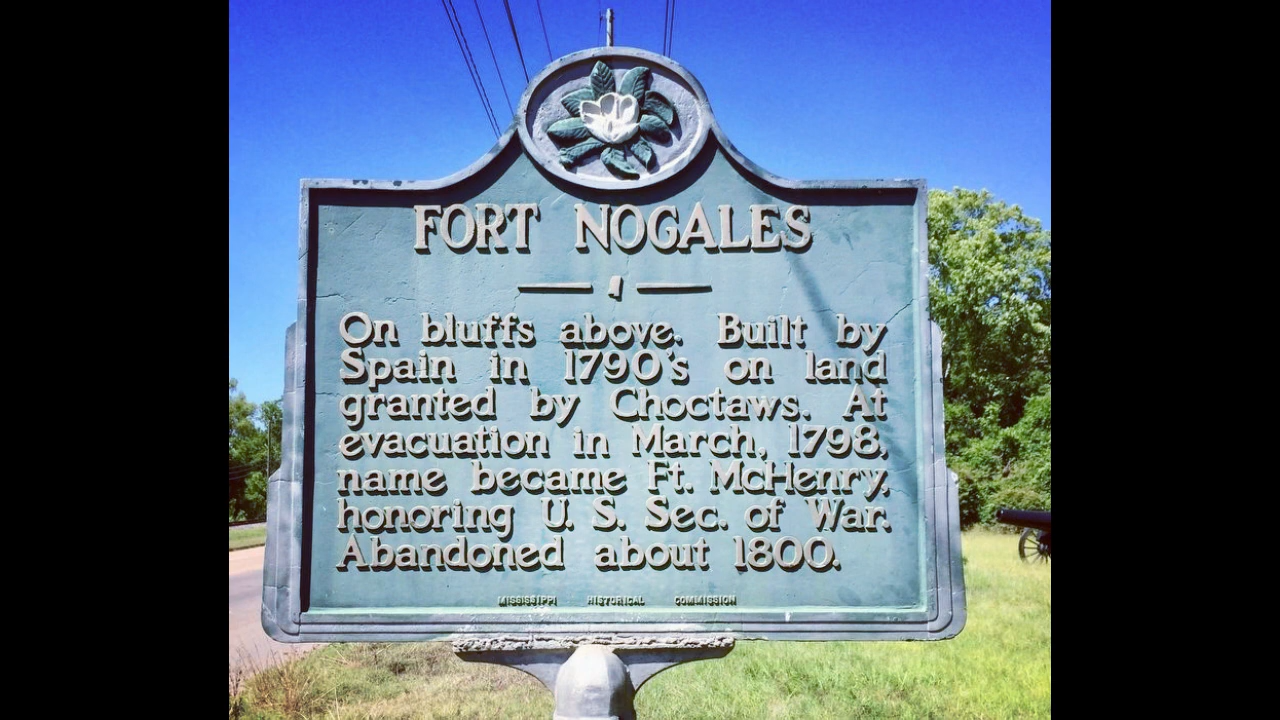 FORT NOGALES
On bluffs above. Built by
Spain in 1790's on land
granted by Choctaws. At
evacuation in March, 1798,
name became Ft. McHenry,
honoring U. S. Sec. of War.
Abandoned about 1800.
MISSISSIPPI HISTORICAL COMMISSION